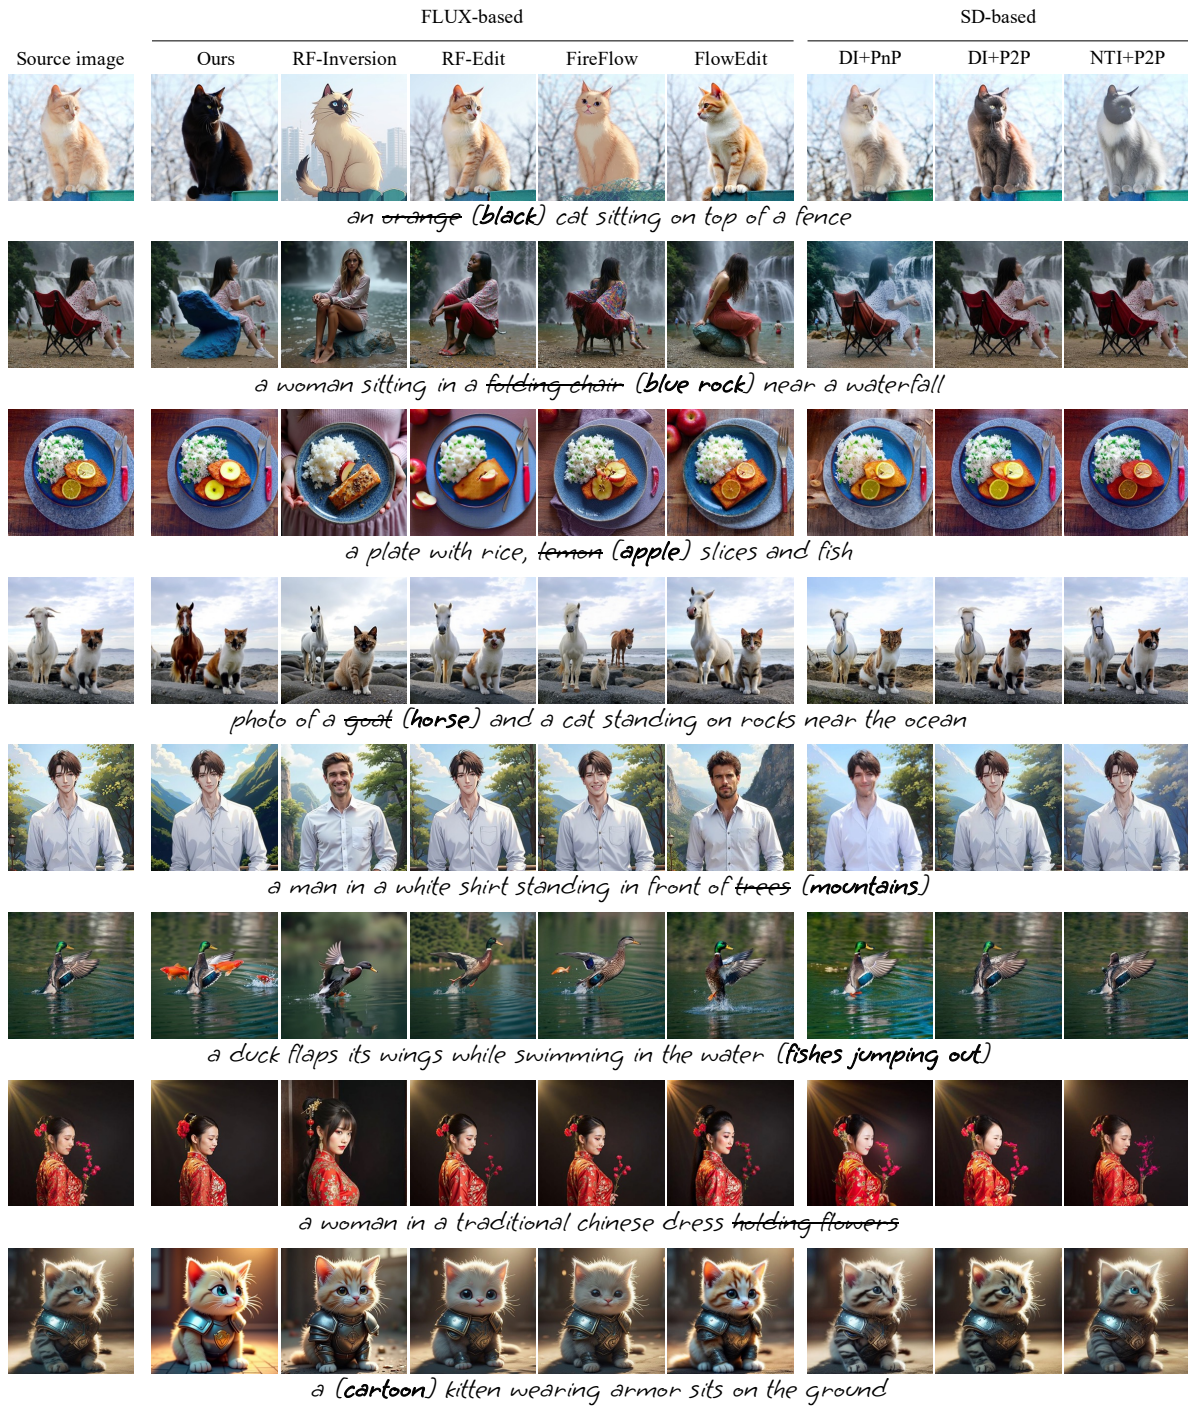 FLUX-based SD-based
Source image Ours RF-Inversion RF-Edit FireFlow FlowEdit DI+PnP DI+P2P NTI+P2P
an orange (black) cat sitting on top of a fence
a woman sitting in a folding chair (blue rock) near a waterfall
a plate with rice, lemon (apple) slices and fish
photo of a goat (horse) and a cat standing on rocks near the ocean
a man in a white shirt standing in front of trees (mountains)
a duck flaps its wings while swimming in the water (fishes jumping out)
a woman in a traditional chinese dress holding flowers
a (cartoon) kitten wearing armor sits on the ground